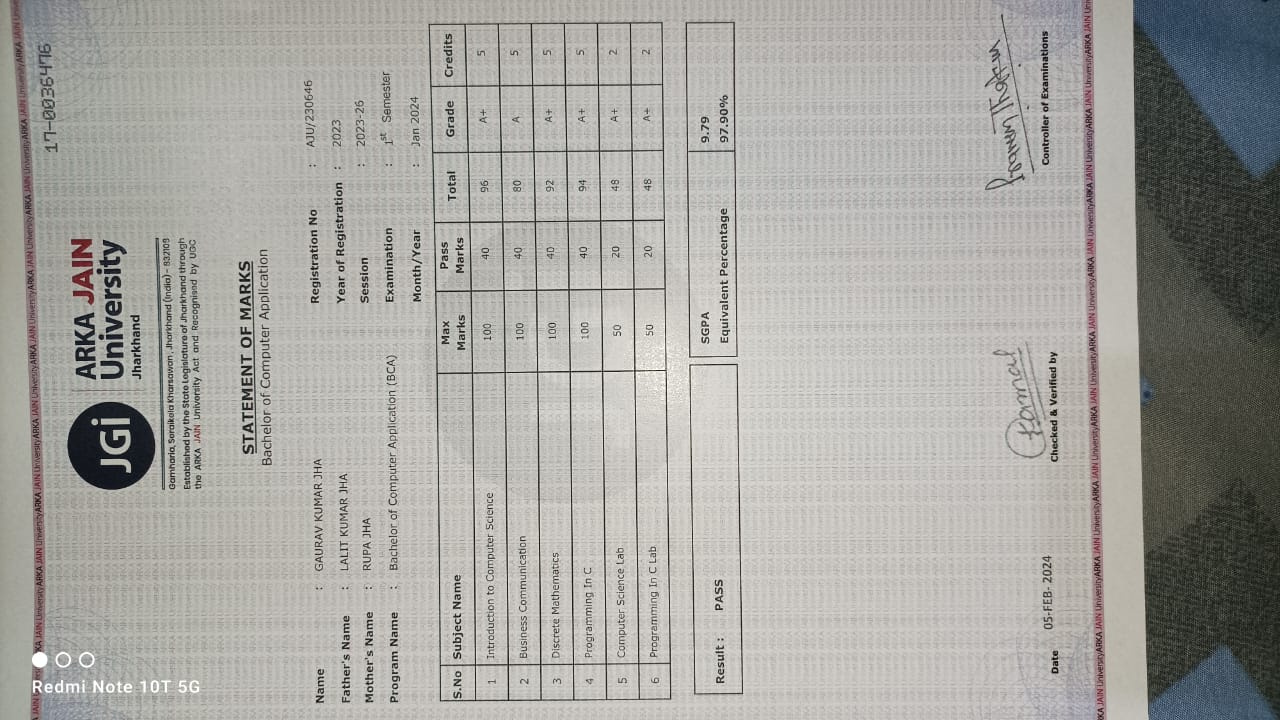 17-0036476
JGi
ARKA JAIN
University
Jharkhand
Gamharia, Saraikela Kharsawan, Jharkhand (India) - 832108
Established by the State Legislature of Jharkhand through
the ARKA JAIN University Act and Recognised by UGC
STATEMENT OF MARKS
Bachelor of Computer Application
Name : GAURAV KUMAR JHA Registration No : AJU/230646
Father's Name : LALIT KUMAR JHA Year of Registration : 2023
Mother's Name : RUPA JHA Session : 2023-26
Program Name : Bachelor of Computer Application (BCA) Examination : 1st Semester
Month/Year : Jan 2024
S.No Subject Name Max Marks Pass Marks Total Grade Credits
1 Introduction to Computer Science 100 40 96 A+ 5
2 Business Communication 100 40 80 A 5
3 Discrete Mathematics 100 40 92 A+ 5
4 Programming In C 100 40 94 A+ 5
5 Computer Science Lab 50 20 48 A+ 2
6 Programming In C Lab 50 20 48 A+ 2
Result : PASS SGPA 9.79
Equivalent Percentage 97.90%
Date 05-FEB- 2024 Checked & Verified by Controller of Examinations
Redmi Note 10T 5G